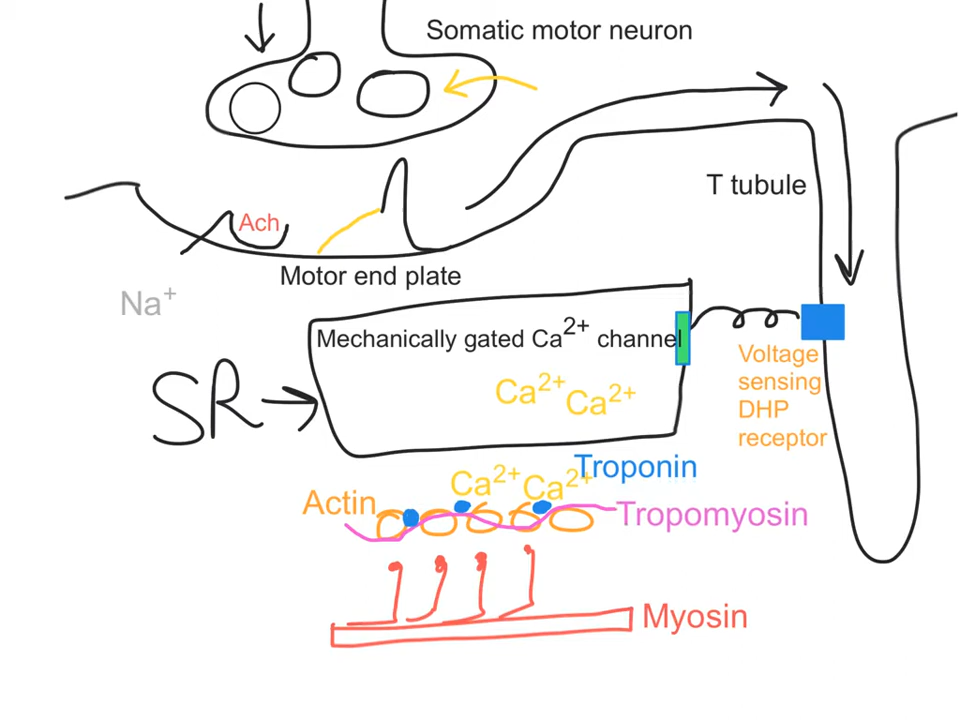 Somatic motor neuron
T tubule
Ach
Motor end plate
Na⁺
Mechanically gated Ca²⁺ channel
Ca²⁺ Ca²⁺
Voltage
sensing
DHP
receptor
SR
Troponin
Ca²⁺ Ca²⁺
Actin
Tropomyosin
Myosin